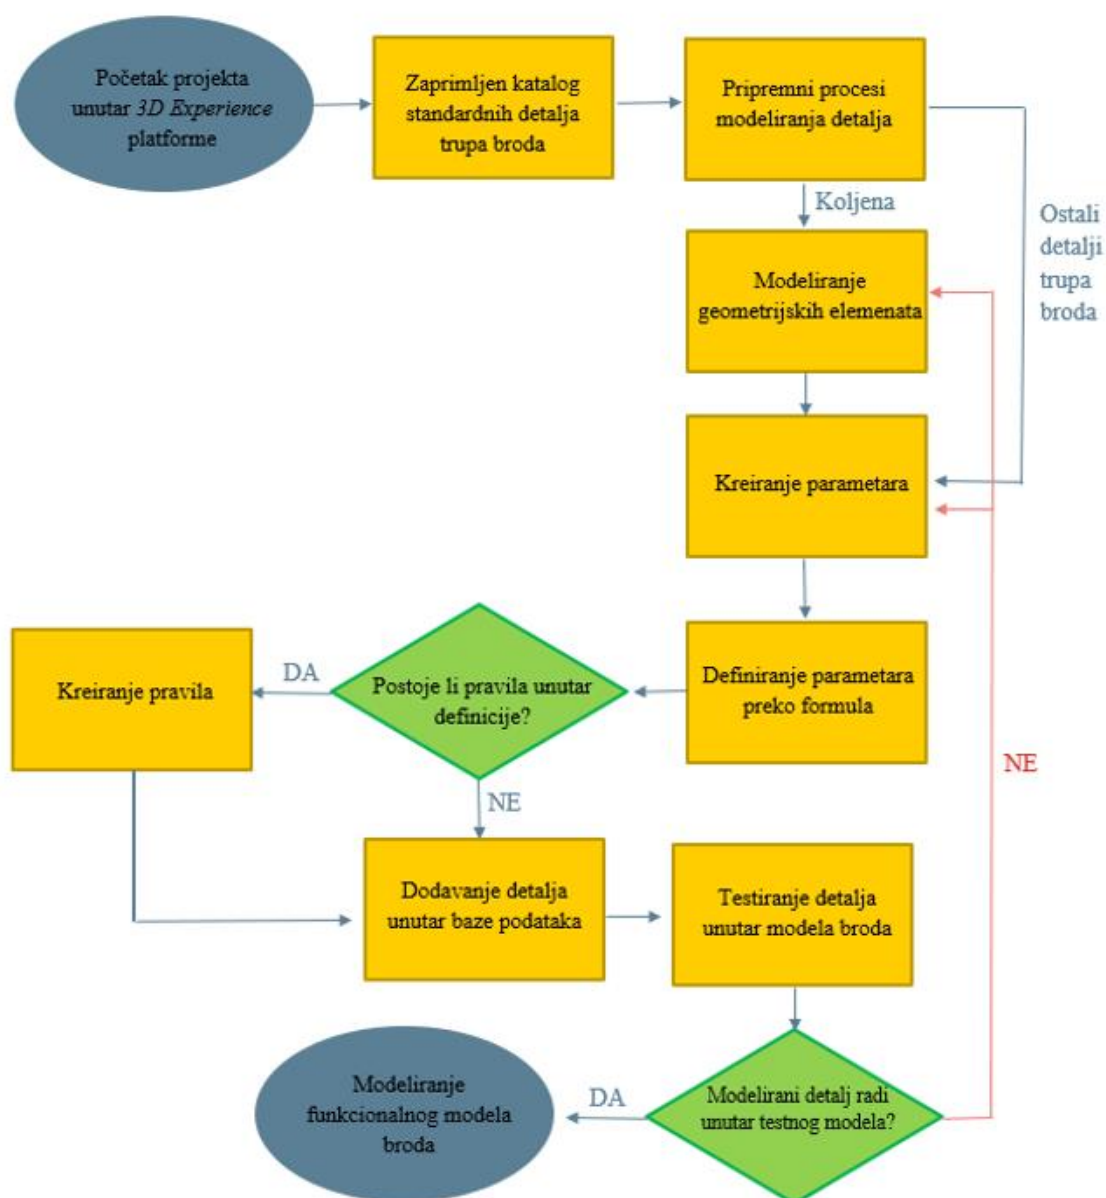 Početak projekta
unutar 3D Experience
platforme
Zaprimljen katalog
standardnih detalja
trupa broda
Pripremni procesi
modeliranja detalja
Koljena
Ostali
detalji
trupa
broda
Modeliranje
geometrijskih elemenata
Kreiranje parametara
Definiranje parametara
preko formula
Postoje li pravila unutar
definicije?
DA
Kreiranje pravila
NE
NE
Dodavanje detalja
unutar baze podataka
Testiranje detalja
unutar modela broda
Modelirani detalj radi
unutar testnog modela?
DA
Modeliranje
funkcionalnog modela
broda